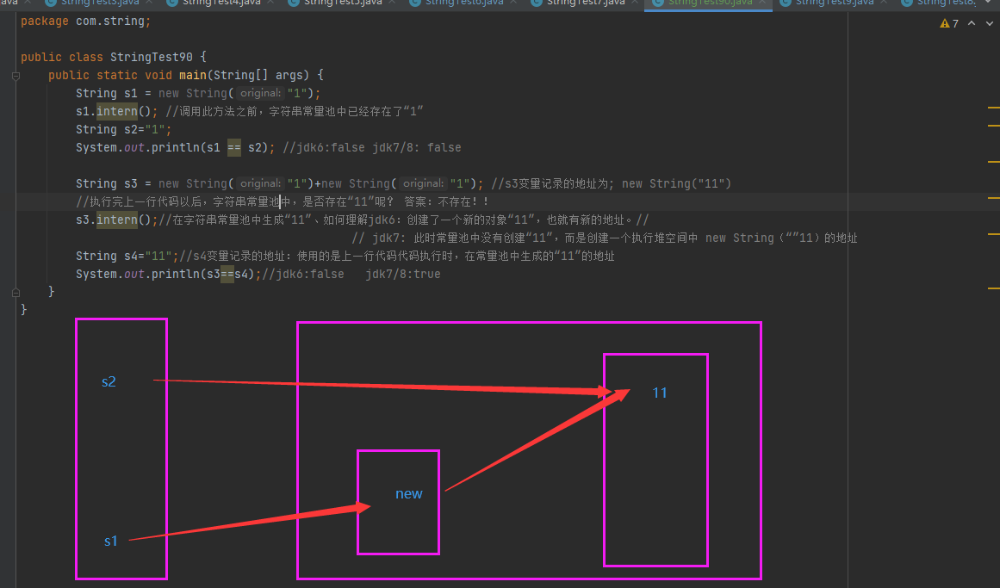 ava StringTest3.java StringTest4.java StringTest5.java StringTest6.java StringTest7.java StringTest90.java StringTest9.java StringTest8.
package com.string;
7
public class StringTest90 {
public static void main(String[] args) {
String s1 = new String( original: "1");
s1.intern(); //调用此方法之前，字符串常量池中已经存在了“1”
String s2="1";
System.out.println(s1 == s2); //jdk6:false jdk7/8: false
String s3 = new String( original: "1")+new String( original: "1"); //s3变量记录的地址为; new String("11")
//执行完上一行代码以后，字符串常量池中，是否存在“11”呢？ 答案：不存在！！
s3.intern();//在字符串常量池中生成“11”、如何理解jdk6：创建了一个新的对象“11”，也就有新的地址。//
// jdk7: 此时常量池中没有创建“11”，而是创建一个执行堆空间中 new String（“”11）的地址
String s4="11";//s4变量记录的地址：使用的是上一行代码代码执行时，在常量池中生成的“11”的地址
System.out.println(s3==s4);//jdk6:false jdk7/8:true
}
}
s2
11
new
s1